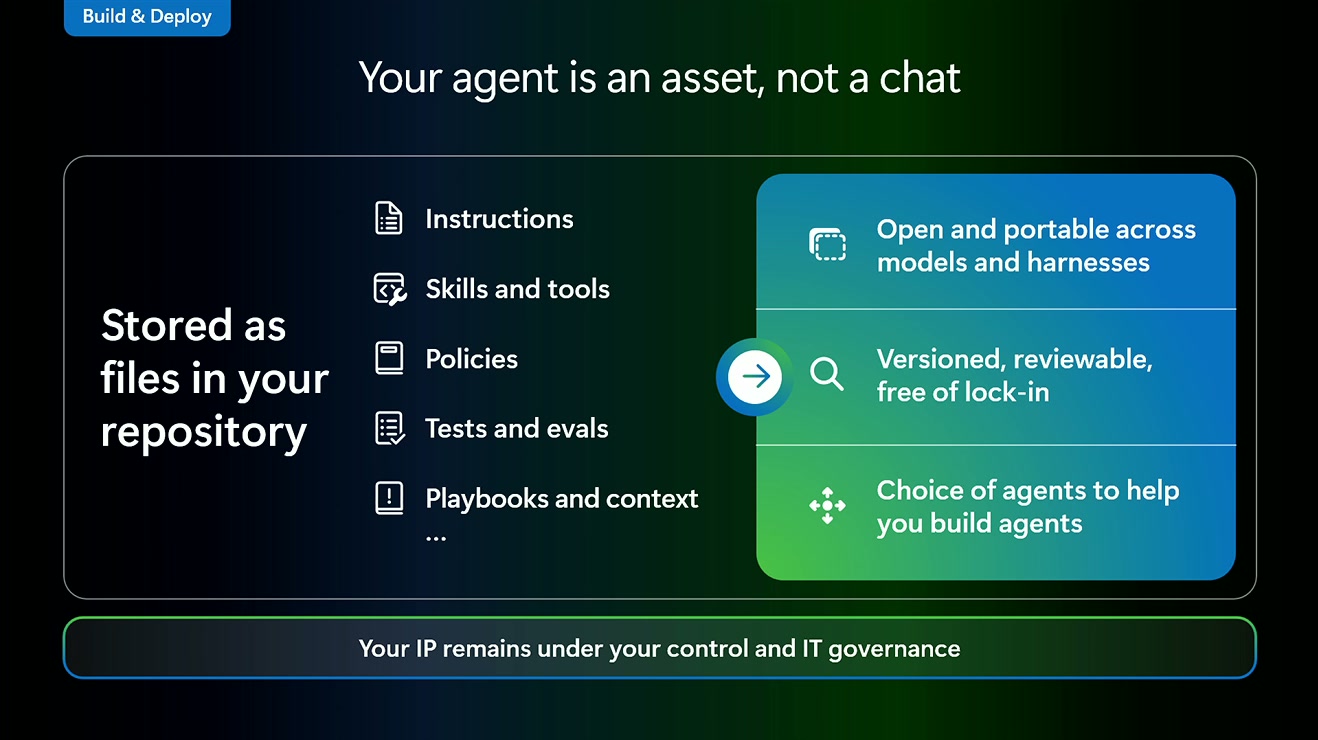 Build & Deploy
Your agent is an asset, not a chat
Stored as
files in your
repository
Instructions
Skills and tools
Policies
Tests and evals
Playbooks and context
...
Open and portable across
models and harnesses
Versioned, reviewable,
free of lock-in
Choice of agents to help
you build agents
Your IP remains under your control and IT governance